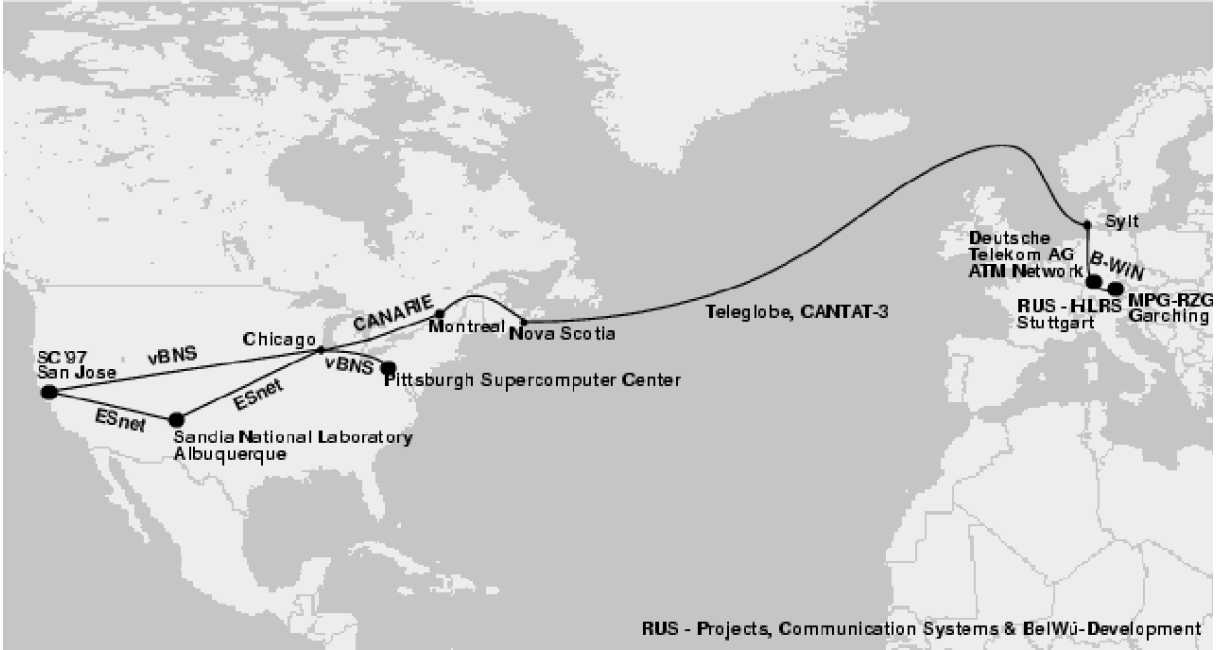 Sylt
Deutsche
Telekom AG
ATM Network
B-WiN
RUS - HLRS
Stuttgart
MPG-RZG
Garching
Teleglobe, CANTAT-3
CANARIE
Montreal
Nova Scotia
Chicago
vBNS
SC'97
San Jose
vBNS
Pittsburgh Supercomputer Center
ESnet
ESnet
Sandia National Laboratory
Albuquerque
RUS - Projects, Communication Systems & BelWü-Development